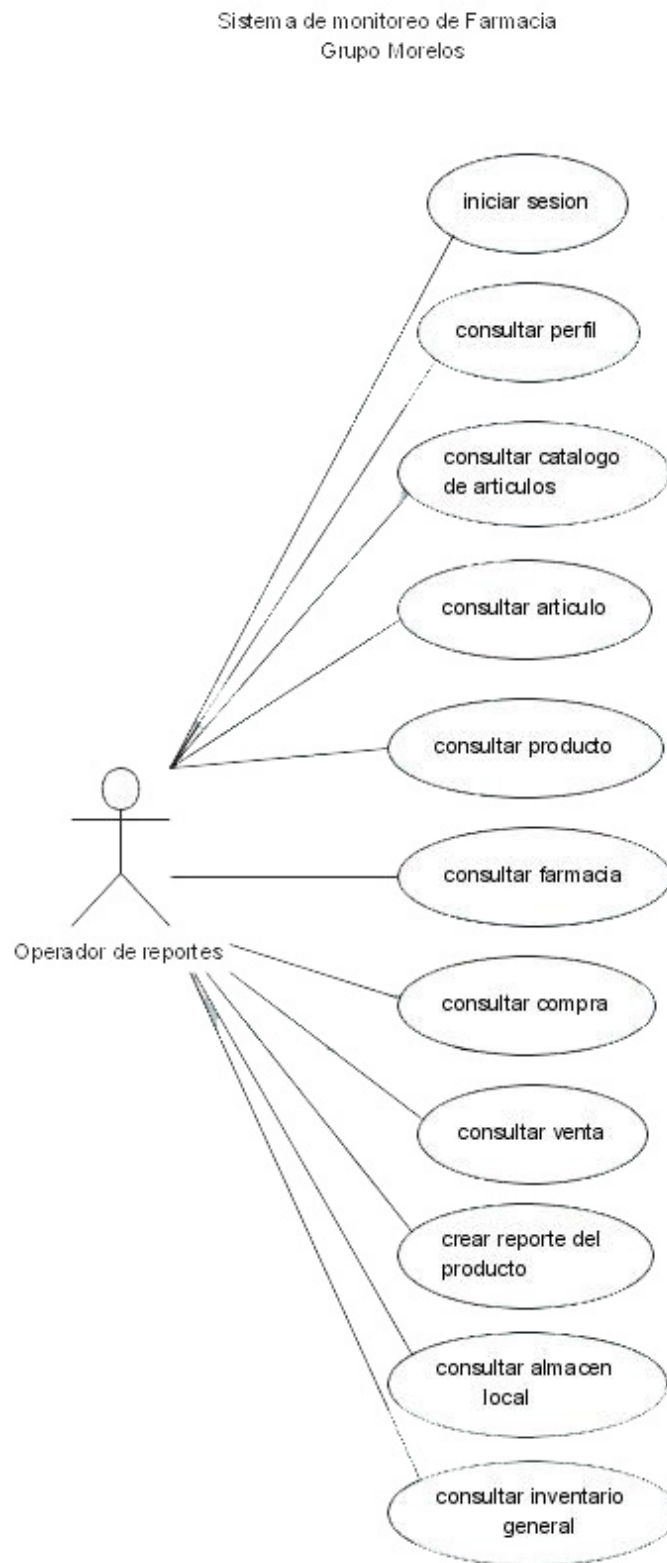 Sistema de monitoreo de Farmacia
Grupo Morelos
iniciar sesion
consultar perfil
consultar catalogo
de articulos
consultar articulo
consultar producto
consultar farmacia
Operador de reportes
consultar compra
consultar venta
crear reporte del
producto
consultar almacen
local
consultar inventario
general